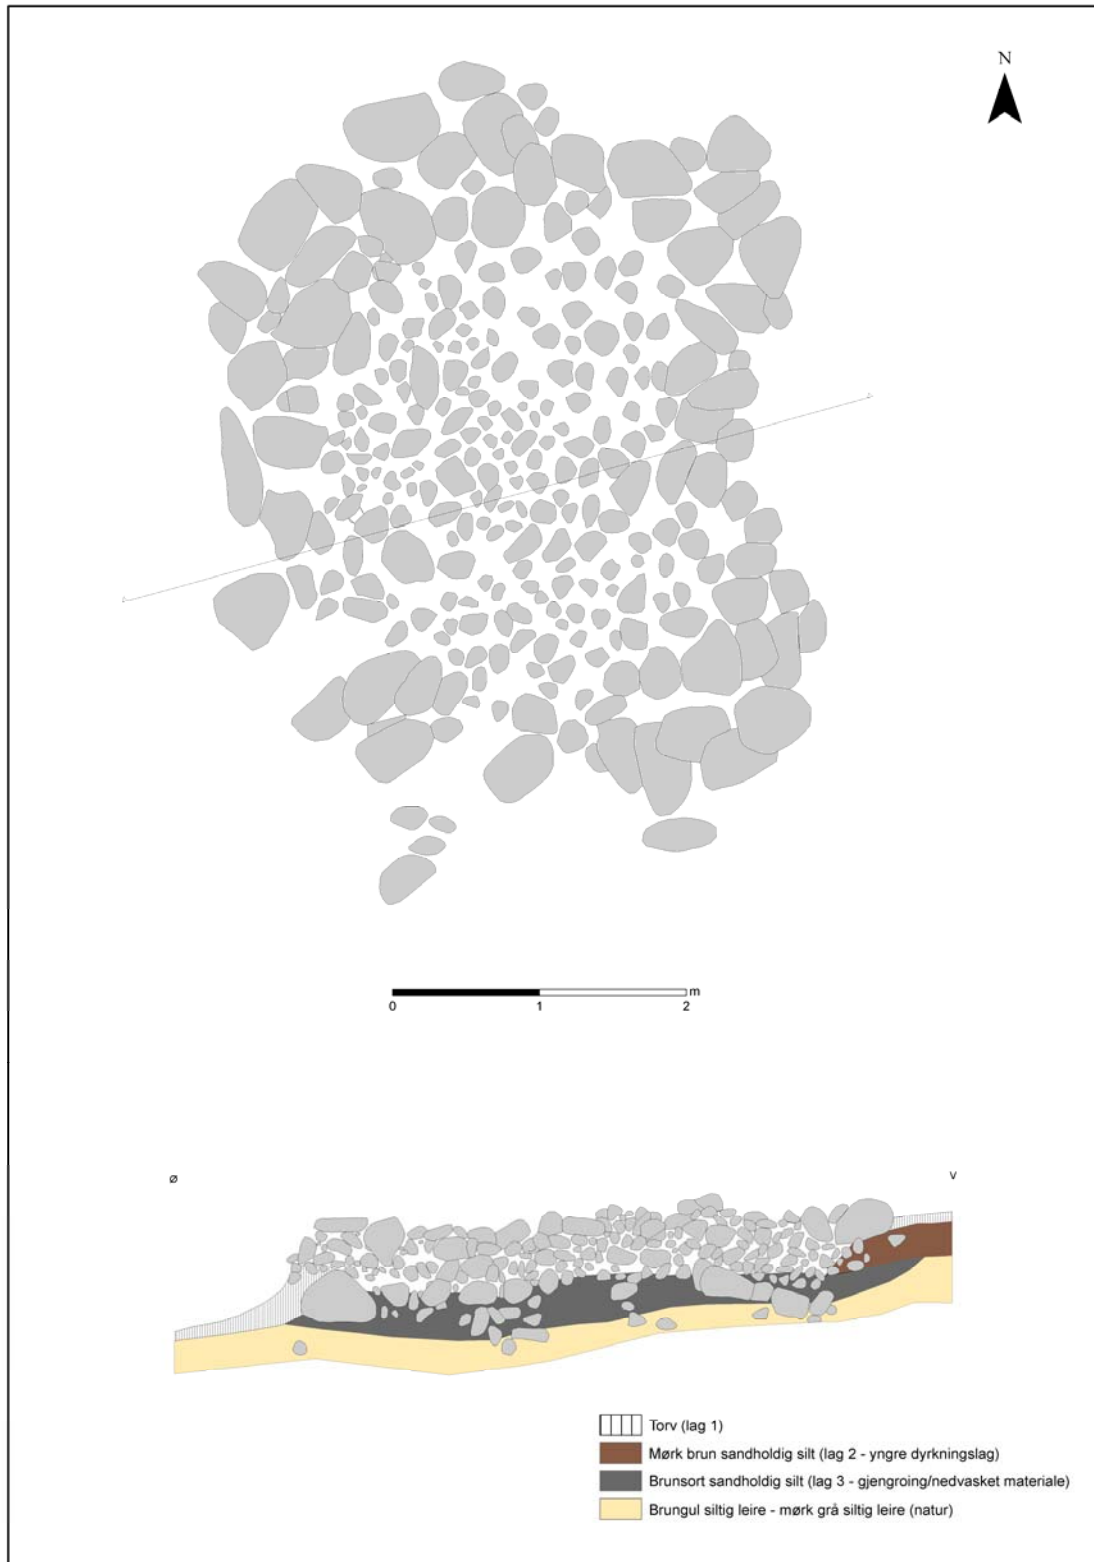 N
m
0 1 2
ø v
Torv (lag 1)
Mørk brun sandholdig silt (lag 2 - yngre dyrkningslag)
Brunsort sandholdig silt (lag 3 - gjengroing/nedvasket materiale)
Brungul siltig leire - mørk grå siltig leire (natur)